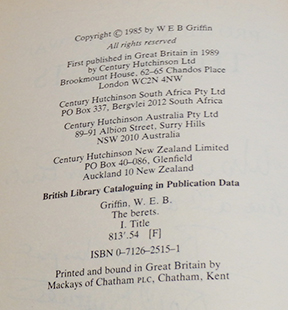 Copyright © 1985 by W E B Griffin
All rights reserved
First published in Great Britain in 1989
by Century Hutchinson Ltd
Brookmount House, 62–65 Chandos Place
London WC2N 4NW
Century Hutchinson South Africa Pty Ltd
PO Box 337, Bergvlei 2012 South Africa
Century Hutchinson Australia Pty Ltd
89–91 Albion Street, Surry Hills
NSW 2010 Australia
Century Hutchinson New Zealand Limited
PO Box 40–086, Glenfield
Auckland 10 New Zealand
British Library Cataloguing in Publication Data
Griffin, W. E. B.
The berets.
I. Title
813'.54 [F]
ISBN 0–7126–2515–1
Printed and bound in Great Britain by
Mackays of Chatham PLC, Chatham, Kent